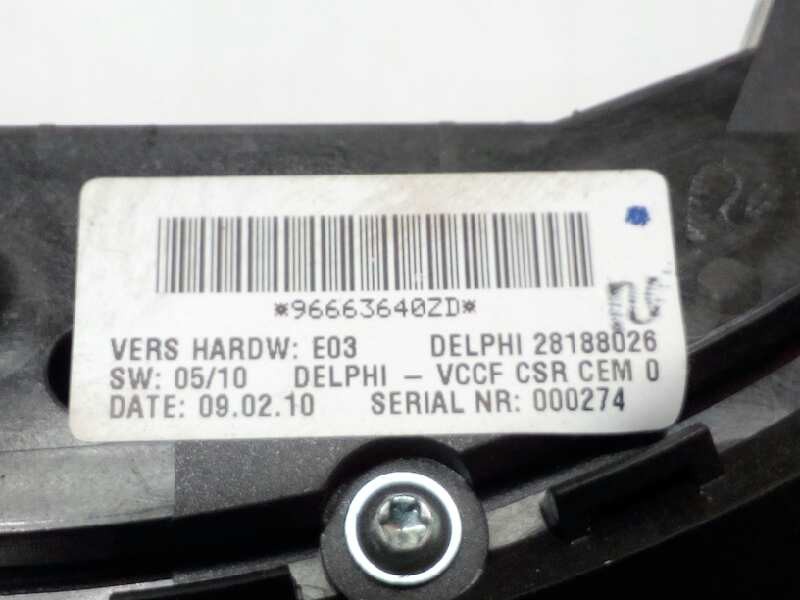 *96663640ZD*
VERS HARDW: E03 DELPHI 28188026
SW: 05/10 DELPHI – VCCF CSR CEM 0
DATE: 09.02.10 SERIAL NR: 000274